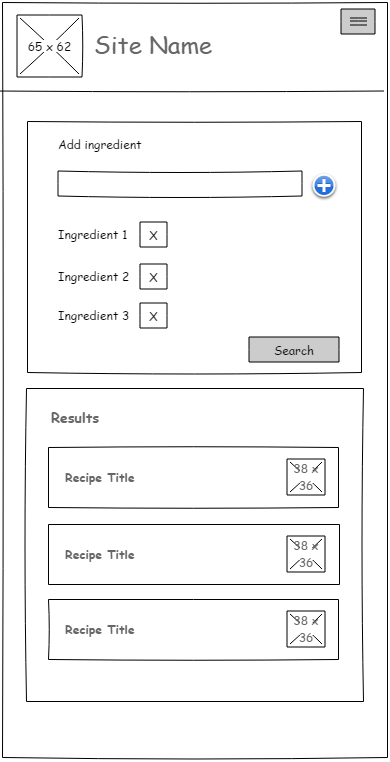 65 x 62
Site Name
Add ingredient
Ingredient 1
X
Ingredient 2
X
Ingredient 3
X
Search
Results
Recipe Title
38 x
36
Recipe Title
38 x
36
Recipe Title
38 x
36